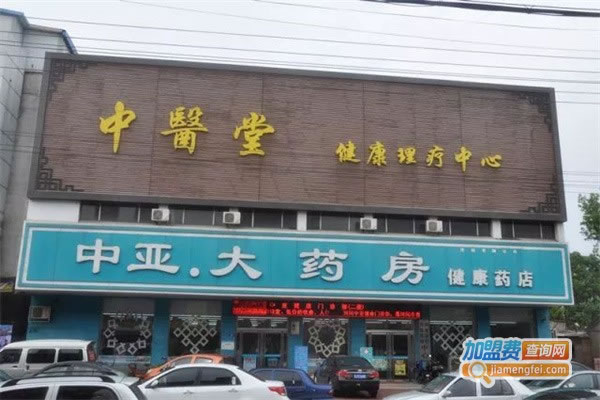 中醫堂 健康理疗中心
中亚.大药房 健康药店
加盟费查询网
jiamengfei.com